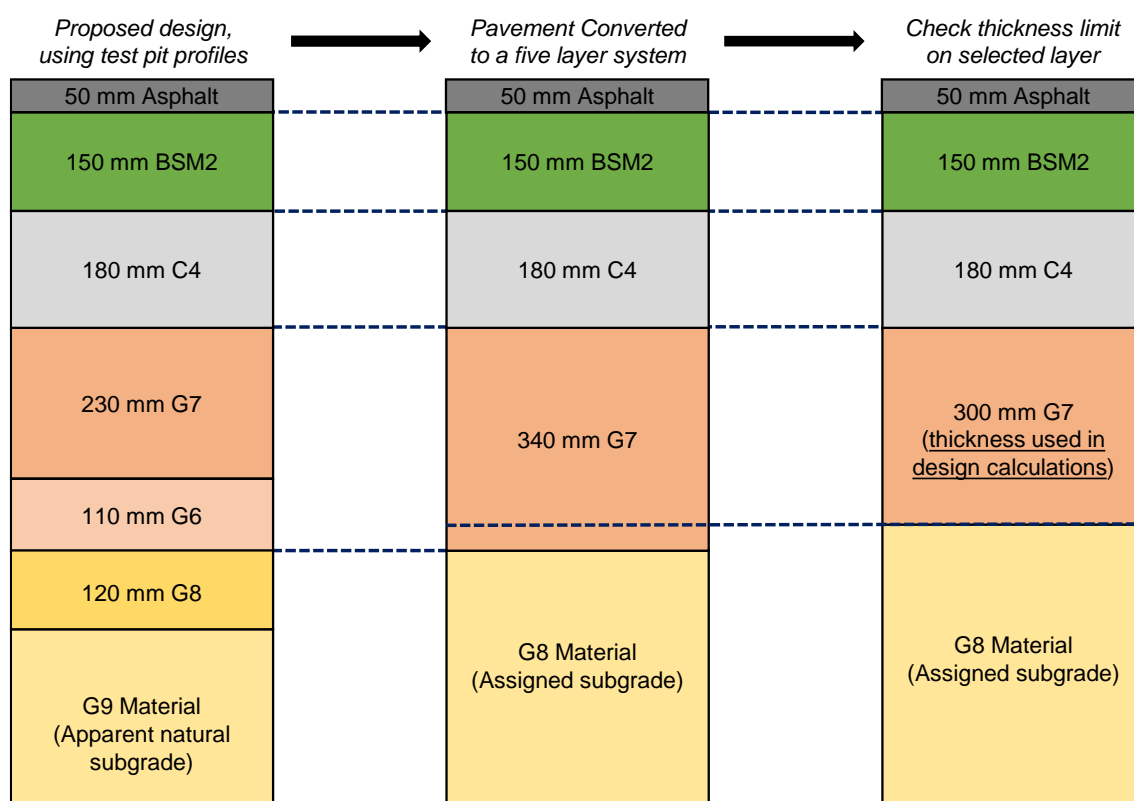 Proposed design,
using test pit profiles
50 mm Asphalt
150 mm BSM2
180 mm C4
230 mm G7
110 mm G6
120 mm G8
G9 Material
(Apparent natural
subgrade)
Pavement Converted
to a five layer system
50 mm Asphalt
150 mm BSM2
180 mm C4
340 mm G7
G8 Material
(Assigned subgrade)
Check thickness limit
on selected layer
50 mm Asphalt
150 mm BSM2
180 mm C4
300 mm G7
(thickness used in
design calculations)
G8 Material
(Assigned subgrade)